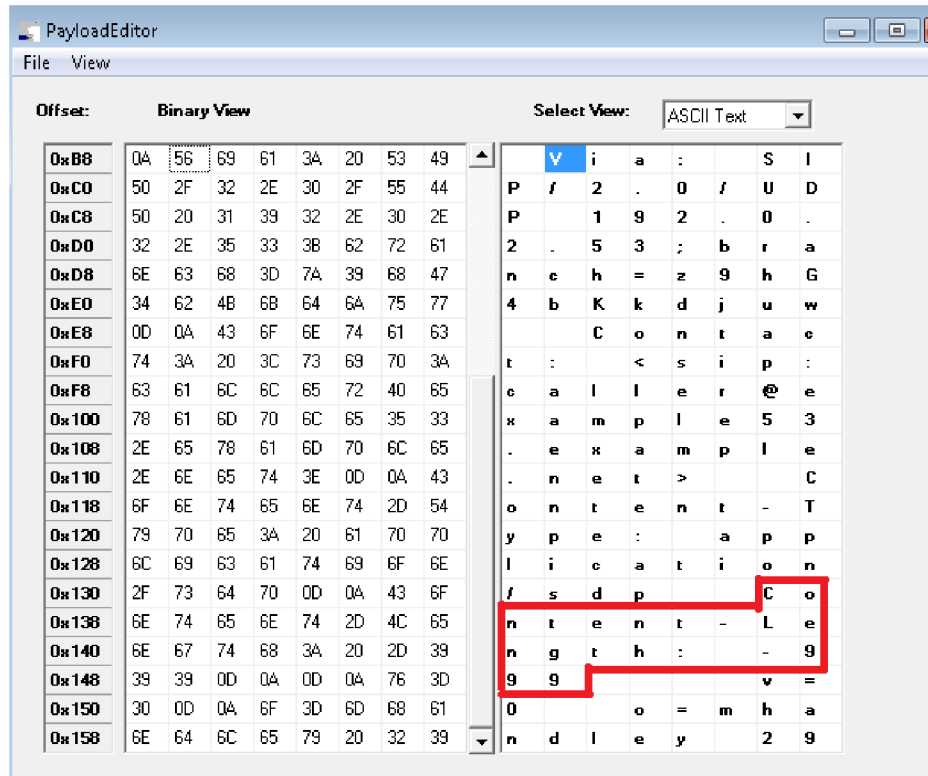 PayloadEditor
File View
Offset: Binary View Select View: ASCII Text
0xB8 0A 56 69 61 3A 20 53 49 V i a : S I
0xC0 50 2F 32 2E 30 2F 55 44 P / 2 . 0 / U D
0xC8 50 20 31 39 32 2E 30 2E P 1 9 2 . 0 .
0xD0 32 2E 35 33 3B 62 72 61 2 . 5 3 ; b r a
0xD8 6E 63 68 3D 7A 39 68 47 n c h = z 9 h G
0xE0 34 62 4B 6B 64 6A 75 77 4 b K k d j u w
0xE8 0D 0A 43 6F 6E 74 61 63 C o n t a c
0xF0 74 3A 20 3C 73 69 70 3A t : < s i p :
0xF8 63 61 6C 6C 65 72 40 65 c a l l e r @ e
0x100 78 61 6D 70 6C 65 35 33 x a m p l e 5 3
0x108 2E 65 78 61 6D 70 6C 65 . e x a m p l e
0x110 2E 6E 65 74 3E 0D 0A 43 . n e t > C
0x118 6F 6E 74 65 6E 74 2D 54 o n t e n t - T
0x120 79 70 65 3A 20 61 70 70 y p e : a p p
0x128 6C 69 63 61 74 69 6F 6E l i c a t i o n
0x130 2F 73 64 70 0D 0A 43 6F / s d p C o
0x138 6E 74 65 6E 74 2D 4C 65 n t e n t - L e
0x140 6E 67 74 68 3A 20 2D 39 n g t h : - 9
0x148 39 39 0D 0A 0D 0A 76 3D 9 9 v =
0x150 30 0D 0A 6F 3D 6D 68 61 0 o = m h a
0x158 6E 64 6C 65 79 20 32 39 n d l e y 2 9